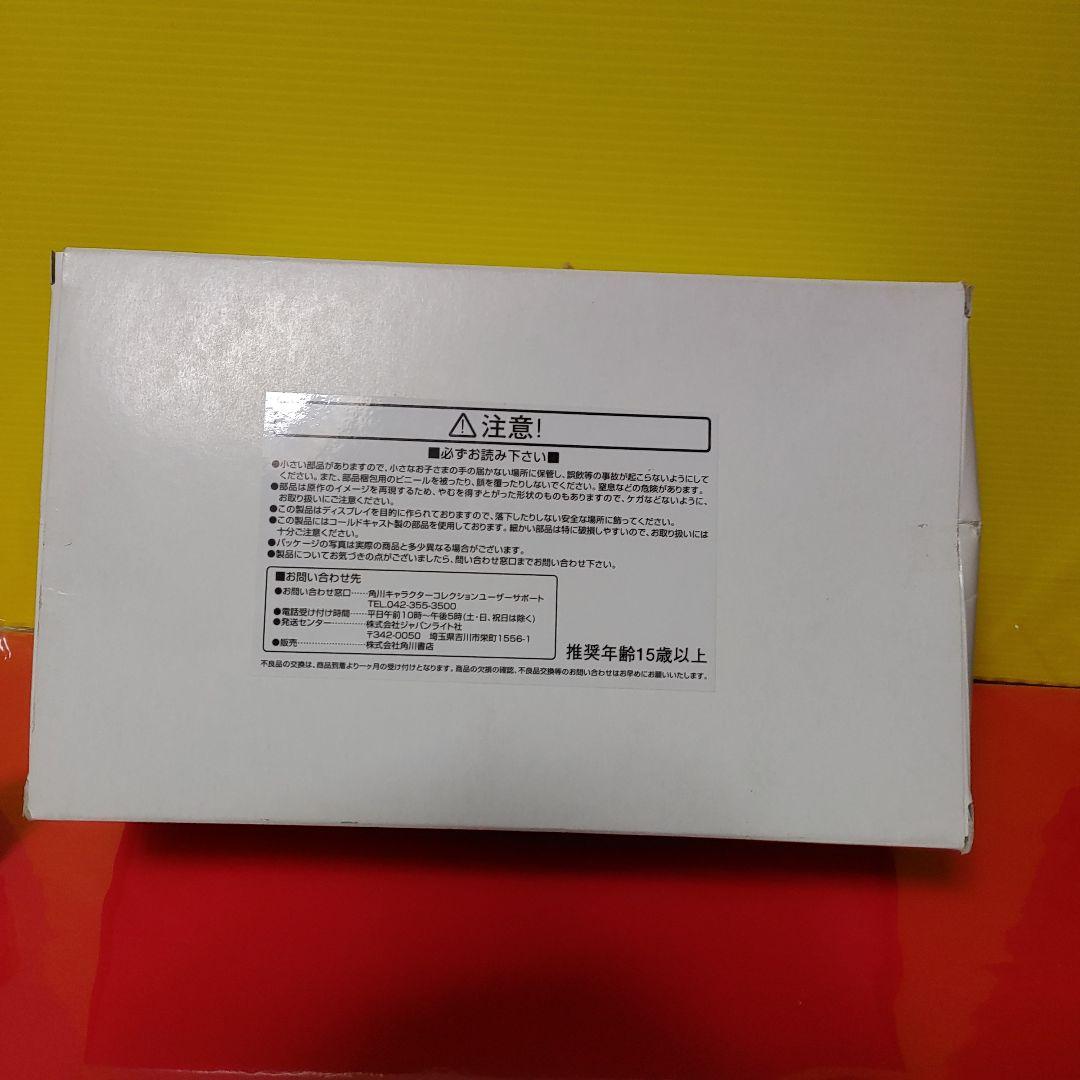 ⚠注意!
■必ずお読み下さい■
●小さい部品がありますので、小さなお子さまの手の届かない場所に保管し、誤飲等の事故が起こらないようにして
ください。また、部品梱包用のビニールを被ったり、顔を覆ったりしないでください。窒息などの危険があります。
●部品は原作のイメージを再現するため、やむを得ずとがった形状のものもありますので、ケガなどないように、
お取り扱いにご注意ください。
●この製品はディスプレイを目的に作られておりますので、落下したりしない安全な場所に飾ってください。
●この製品にはコールドキャスト製の部品を使用しております。細かい部品は特に破損しやすいので、お取り扱いには
十分ご注意ください。
●パッケージの写真は実際の商品と多少異なる場合がございます。
●製品についてお気づきの点がございましたら、問い合わせ窓口までお問い合わせ下さい。
■お問い合わせ先
●お問い合わせ窓口……角川キャラクターコレクションユーザーサポート
TEL.042-355-3500
●電話受け付け時間……平日午前10時〜午後5時(土・日、祝日は除く)
●発送センター…………株式会社ジャパンライト社
〒342-0050 埼玉県吉川市栄町1556-1
●販売……………………株式会社角川書店
推奨年齢15歳以上
不良品の交換は、商品到着より一ヶ月の受け付けとなります。商品の欠損の確認、不良品交換等のお問い合わせはお早めにお願いいたします。